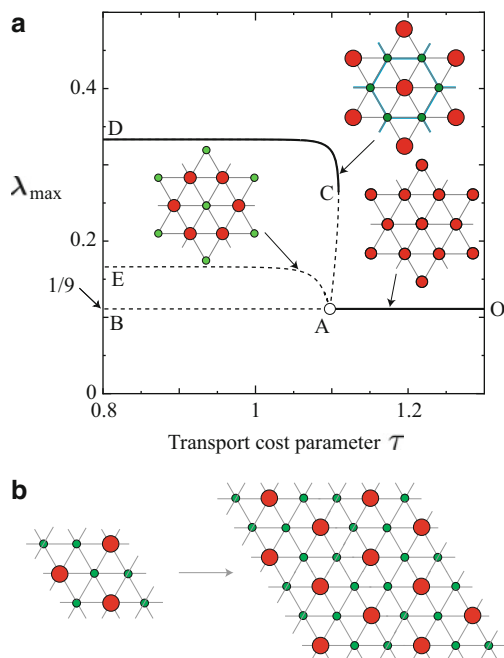 a
0.4
D
λmax
C
0.2
E
1/9
B
A
O
0
0.8
1
1.2
Transport cost parameter τ
b